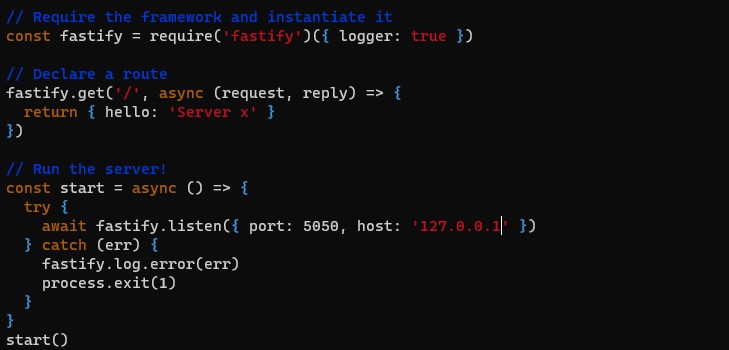 // Require the framework and instantiate it
const fastify = require('fastify')({ logger: true })
// Declare a route
fastify.get('/', async (request, reply) => {
  return { hello: 'Server x' }
})
// Run the server!
const start = async () => {
  try {
    await fastify.listen({ port: 5050, host: '127.0.0.1' })
  } catch (err) {
    fastify.log.error(err)
    process.exit(1)
  }
}
start()